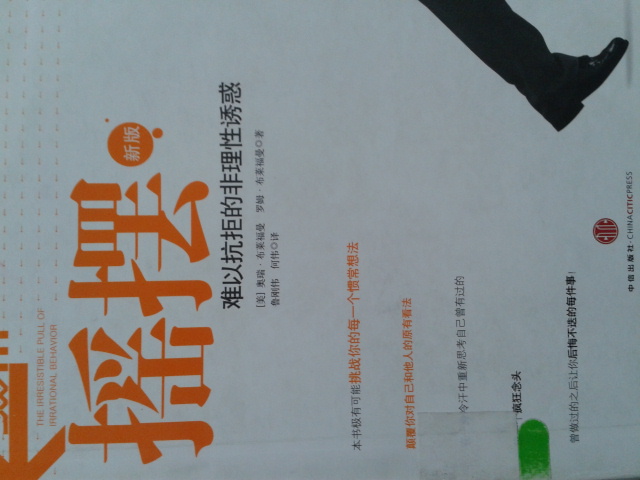 THE IRRESISTIBLE PULL OF
IRRATIONAL BEHAVIOR
摇摆
新版
难以抗拒的非理性诱惑
[美] 奥瑞·布莱福曼 罗姆·布莱福曼◎著
鲁刚伟 何伟◎译
本书极有可能挑战你的每一个惯常想法
颠覆你对自己和他人的原有看法
冷汗中重新思考自己曾有过的
个疯狂念头
曾做过的之后让你后悔不迭的每件事!
中信出版社·CHINACITICPRESS